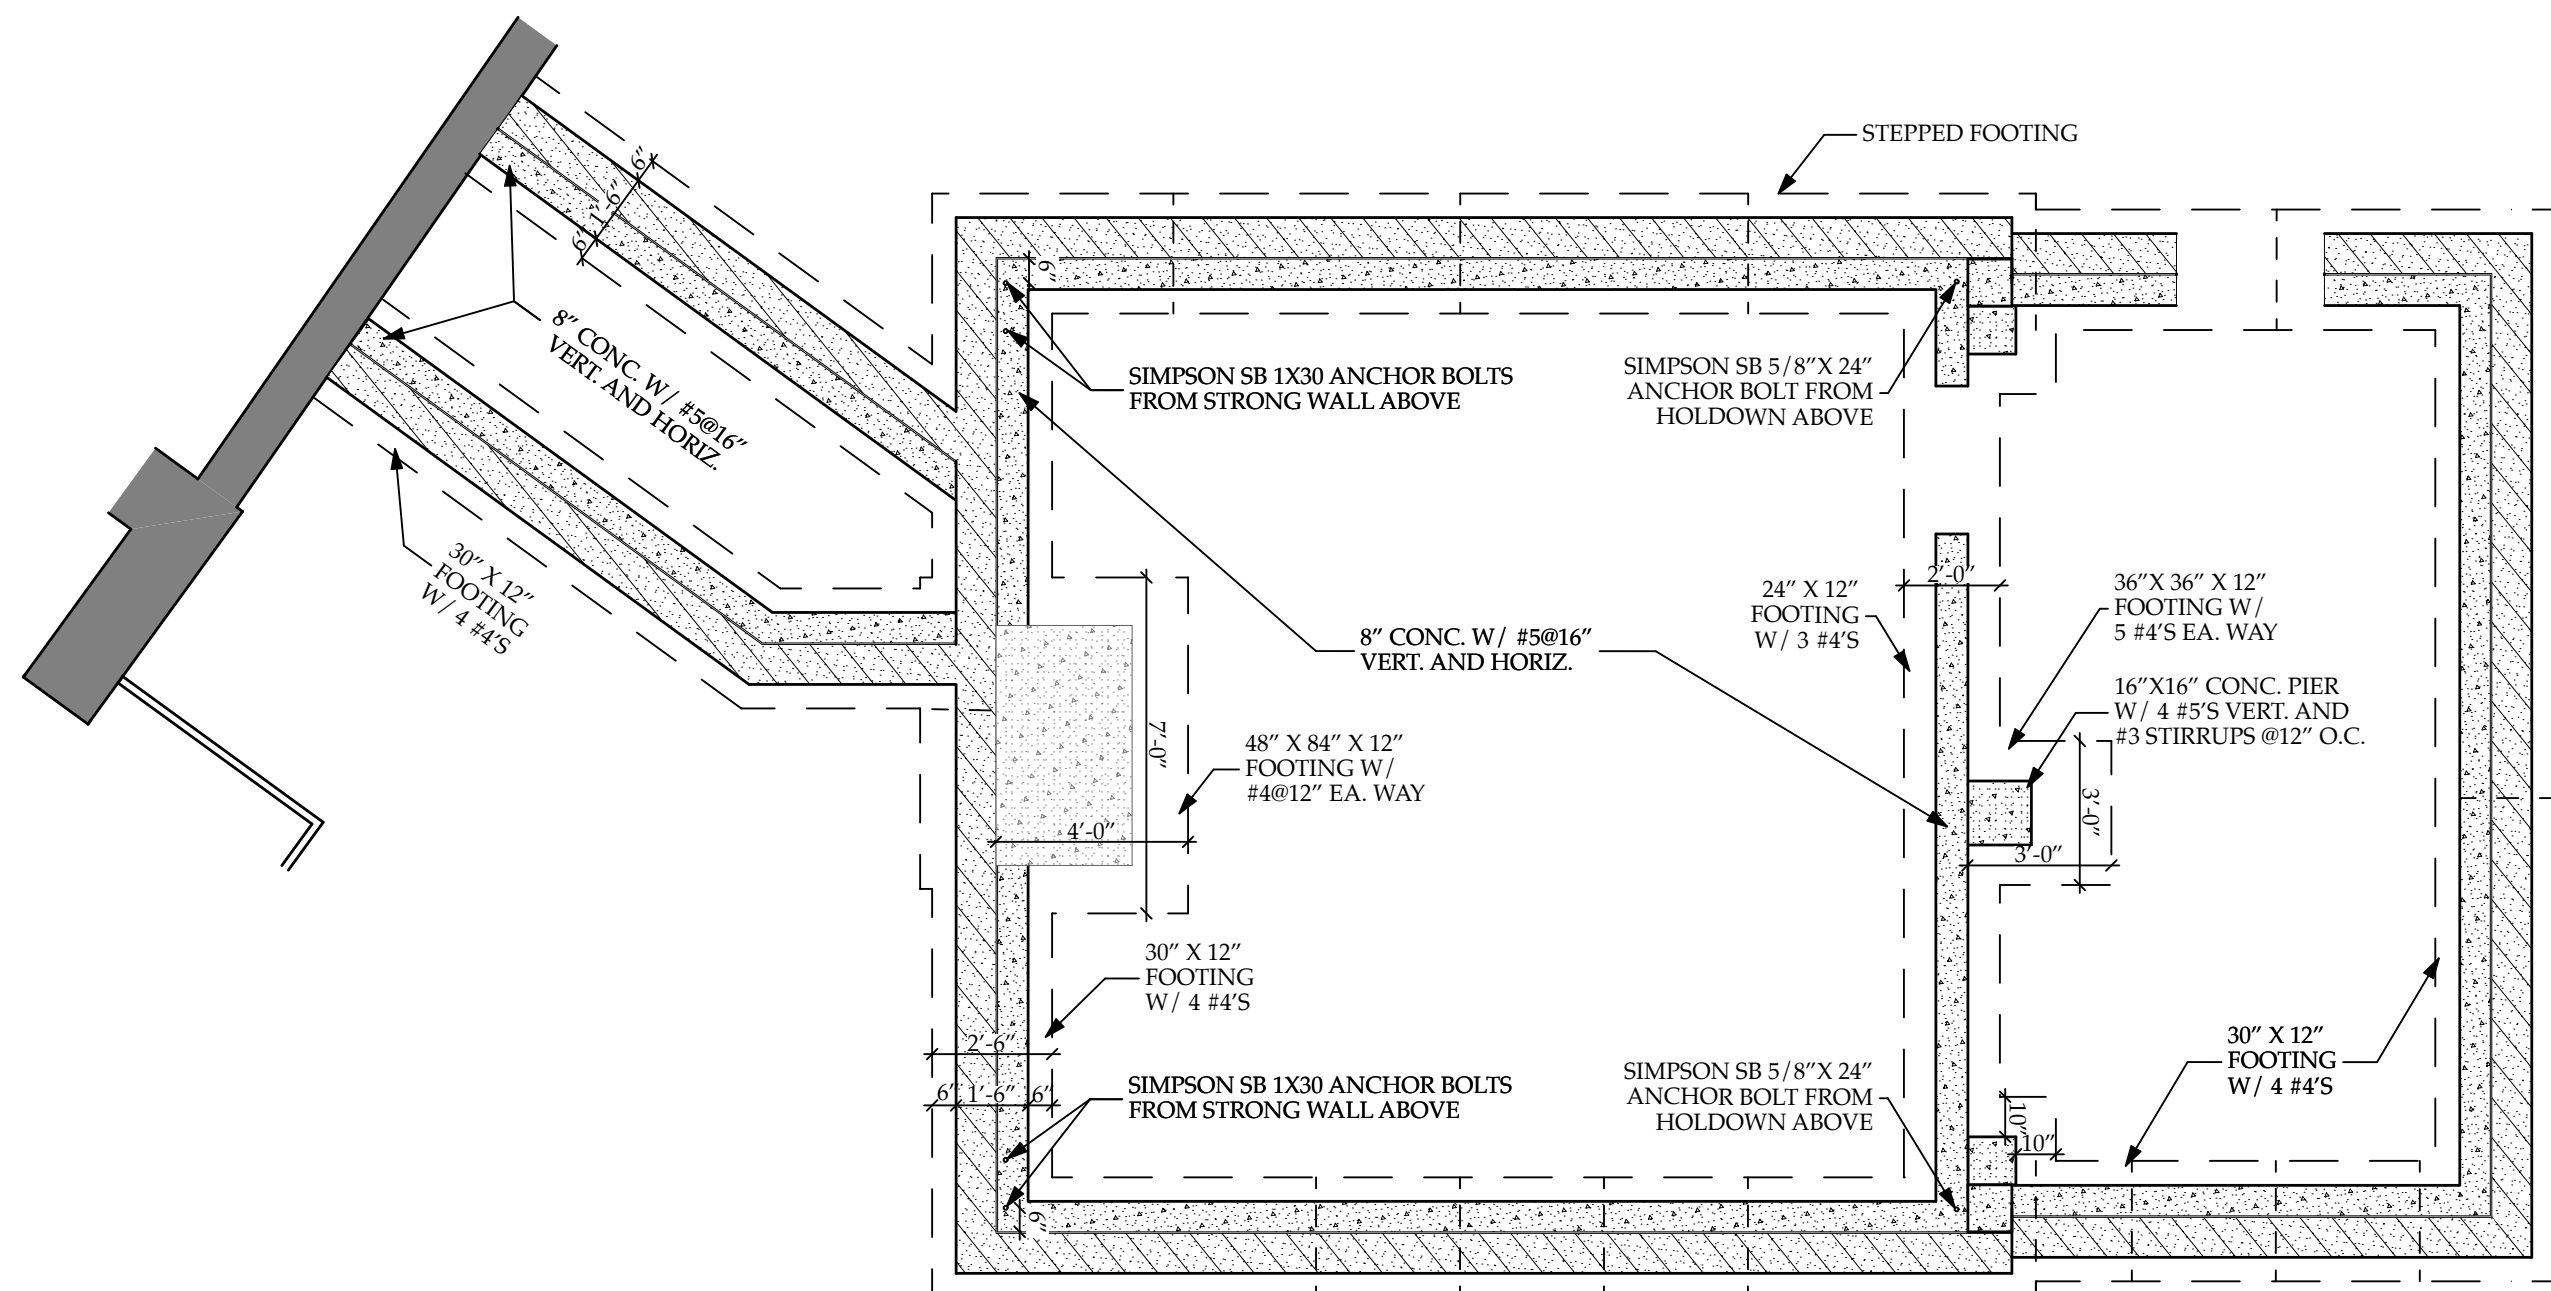 STEPPED FOOTING
6"
1'-6"
6"
8" CONC. W/ #5@16"
VERT. AND HORIZ.
30" X 12"
FOOTING
W/ 4 #4'S
6"
SIMPSON SB 1X30 ANCHOR BOLTS
FROM STRONG WALL ABOVE
SIMPSON SB 5/8"X 24"
ANCHOR BOLT FROM
HOLDOWN ABOVE
8" CONC. W/ #5@16"
VERT. AND HORIZ.
24" X 12"
FOOTING
W/ 3 #4'S
2'-0"
36"X 36" X 12"
FOOTING W/
5 #4'S EA. WAY
16"X16" CONC. PIER
W/ 4 #5'S VERT. AND
#3 STIRRUPS @12" O.C.
7'-0"
48" X 84" X 12"
FOOTING W/
#4@12" EA. WAY
4'-0"
3'-0"
3'-0"
30" X 12"
FOOTING
W/ 4 #4'S
2'-6"
6"
1'-6"
6"
SIMPSON SB 1X30 ANCHOR BOLTS
FROM STRONG WALL ABOVE
SIMPSON SB 5/8"X 24"
ANCHOR BOLT FROM
HOLDOWN ABOVE
30" X 12"
FOOTING
W/ 4 #4'S
10"
10"
6"